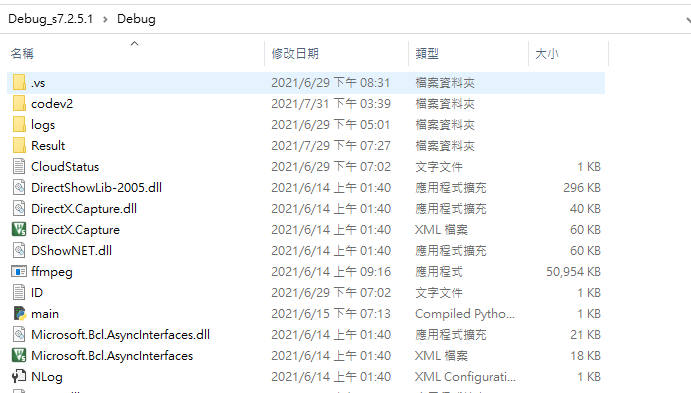 Debug_s7.2.5.1 > Debug
名稱 修改日期 類型 大小
.vs 2021/6/29 下午 08:31 檔案資料夾
codev2 2021/7/31 下午 03:39 檔案資料夾
logs 2021/6/29 下午 05:01 檔案資料夾
Result 2021/7/29 下午 07:27 檔案資料夾
CloudStatus 2021/6/29 下午 07:02 文字文件 1 KB
DirectShowLib-2005.dll 2021/6/14 上午 01:40 應用程式擴充 296 KB
DirectX.Capture.dll 2021/6/14 上午 01:40 應用程式擴充 40 KB
DirectX.Capture 2021/6/14 上午 01:40 XML 檔案 60 KB
DShowNET.dll 2021/6/14 上午 01:40 應用程式擴充 60 KB
ffmpeg 2021/6/14 上午 09:16 應用程式 50,954 KB
ID 2021/6/29 下午 07:02 文字文件 1 KB
main 2021/6/15 下午 07:13 Compiled Pytho... 1 KB
Microsoft.Bcl.AsyncInterfaces.dll 2021/6/14 上午 01:40 應用程式擴充 21 KB
Microsoft.Bcl.AsyncInterfaces 2021/6/14 上午 01:40 XML 檔案 18 KB
NLog 2021/6/14 上午 01:40 XML Configurati... 1 KB